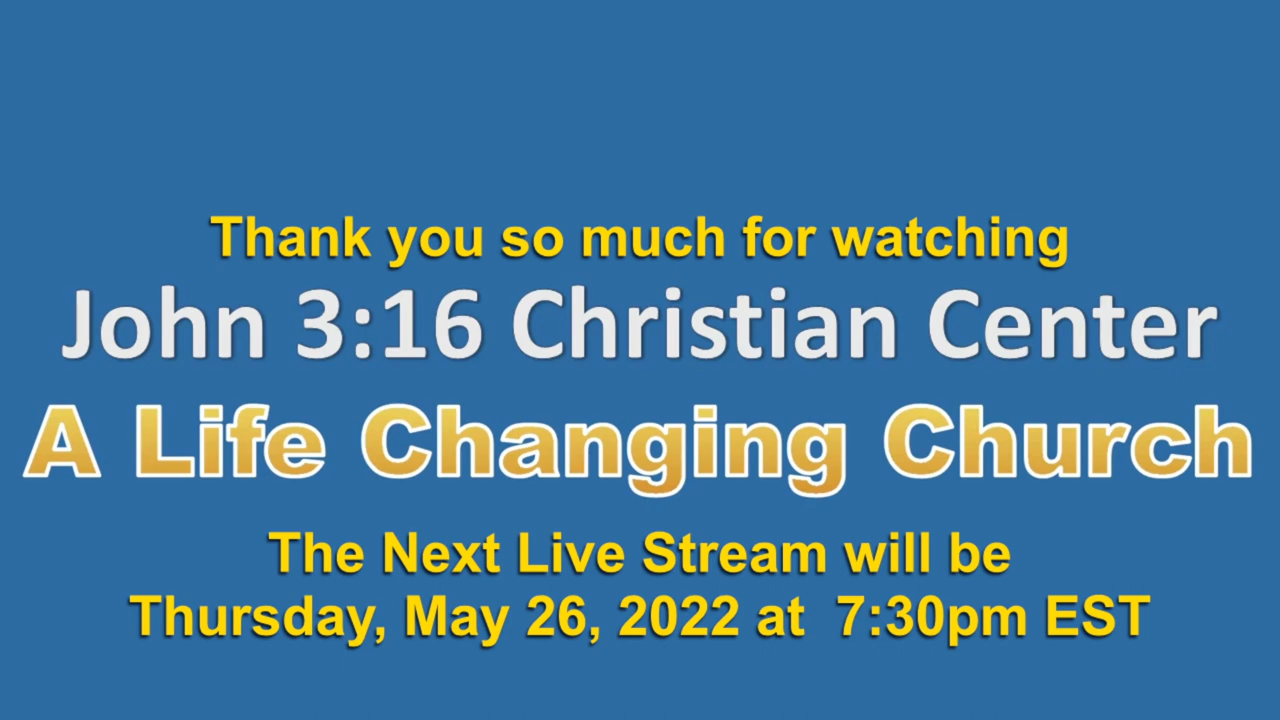 Thank you so much for watching
John 3:16 Christian Center
A Life Changing Church
The Next Live Stream will be
Thursday, May 26, 2022 at 7:30pm EST